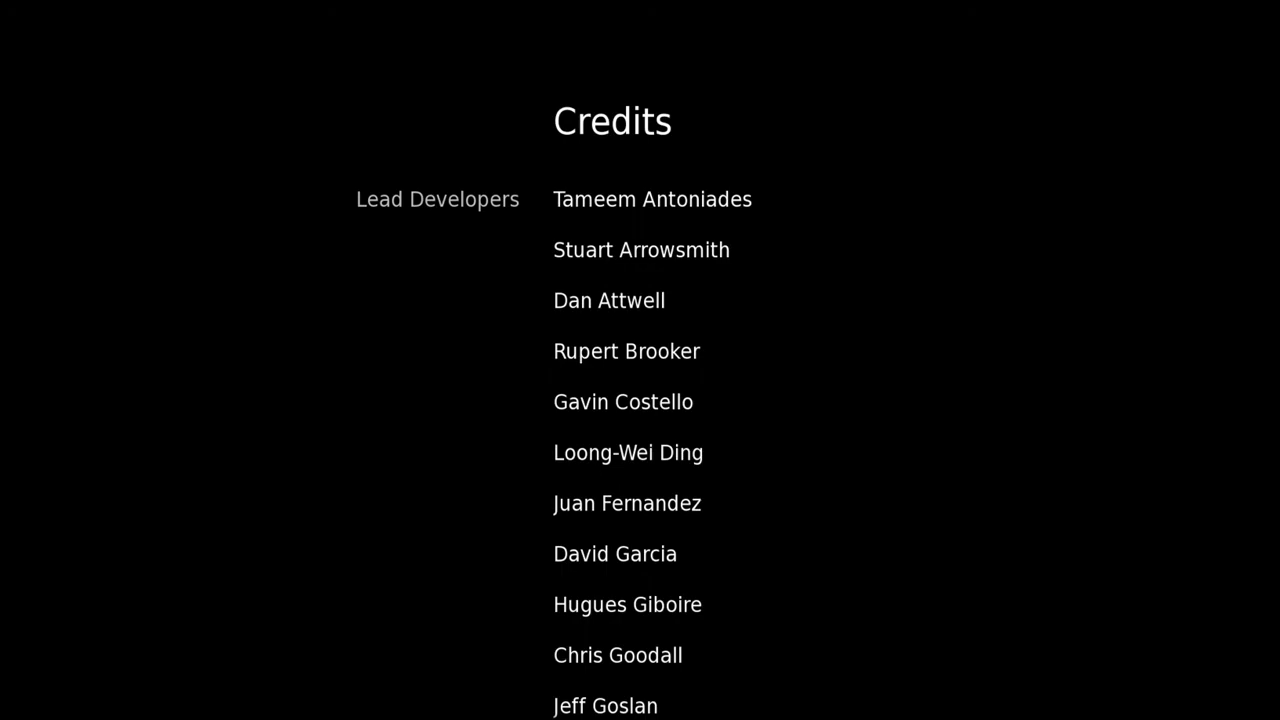 Credits
Lead Developers Tameem Antoniades
Stuart Arrowsmith
Dan Attwell
Rupert Brooker
Gavin Costello
Loong-Wei Ding
Juan Fernandez
David Garcia
Hugues Giboire
Chris Goodall
Jeff Goslan